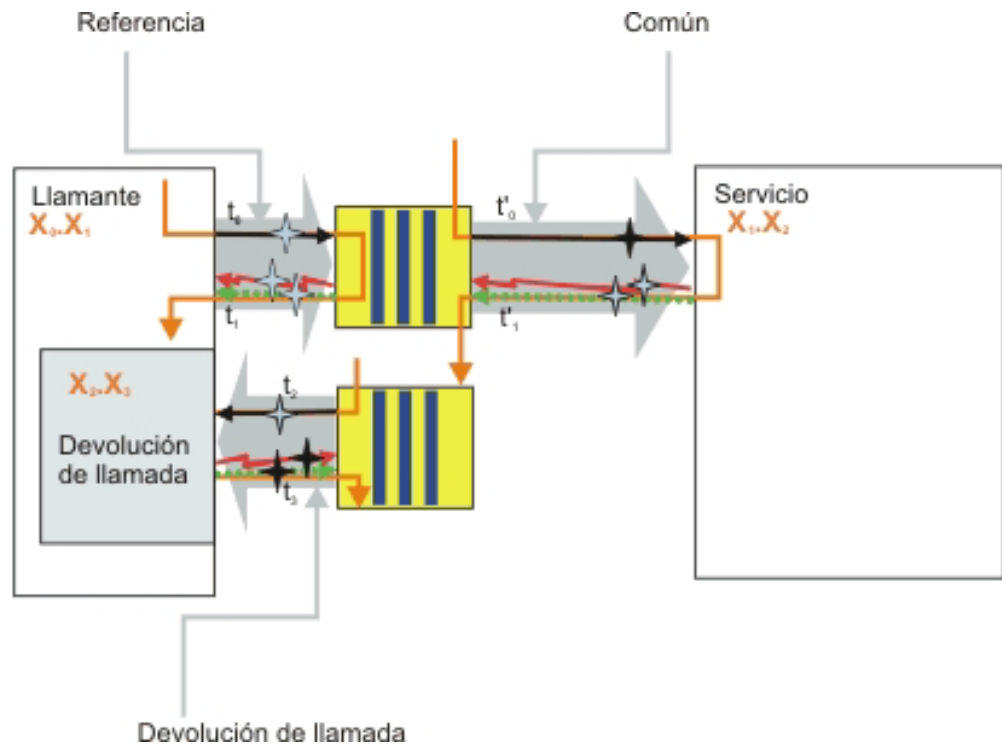 Referencia
Común
Llamante
X₀.X₁
Servicio
X₁.X₂
t₀
t'₀
t₁
t'₁
X₂.X₃
t₂
Devolución
de llamada
t₃
Devolución de llamada